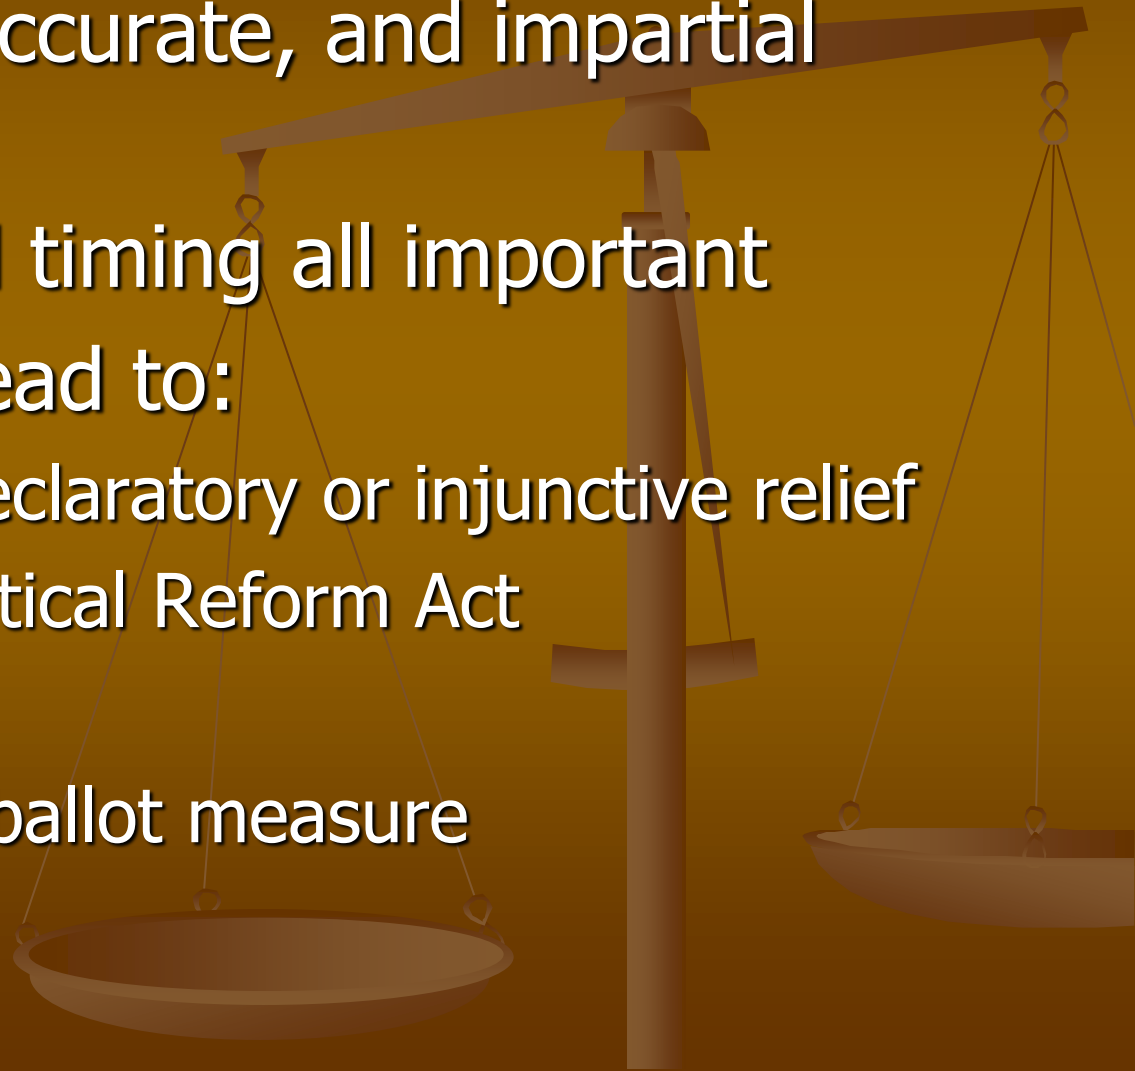 ccurate, and impartial
timing all important
ead to:
eclaratory or injunctive relief
tical Reform Act
ballot measure